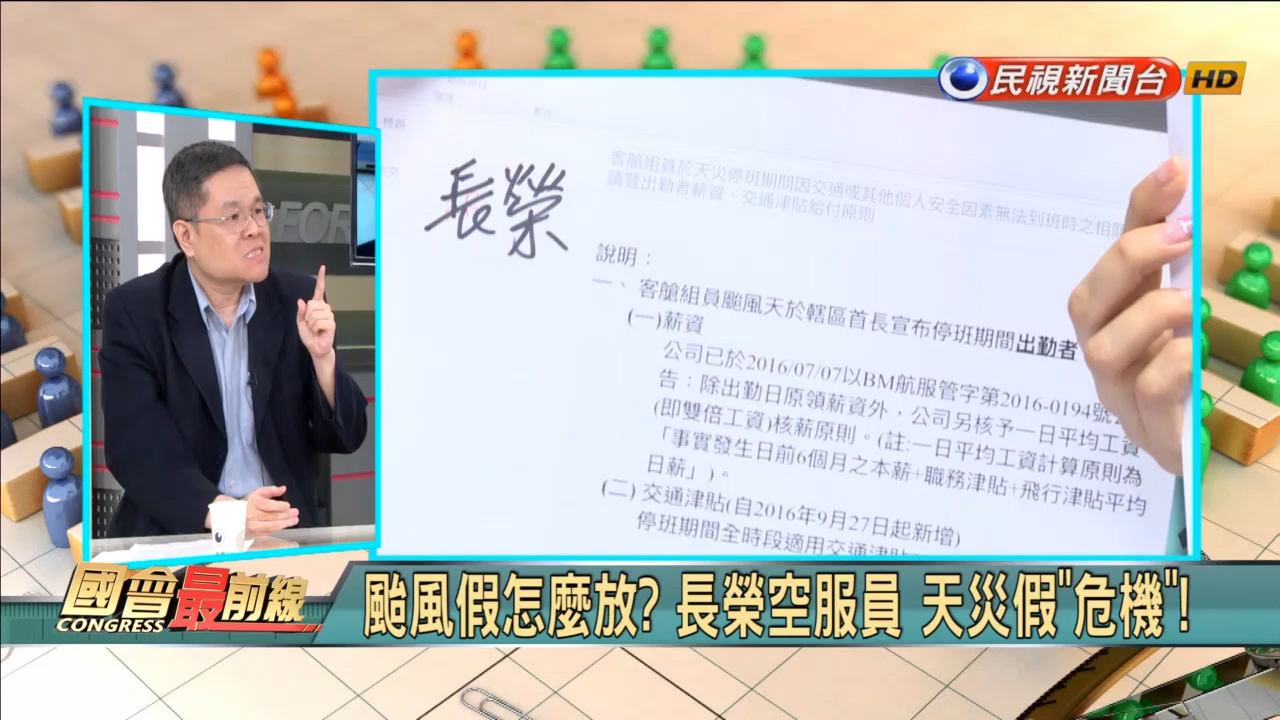 民視新聞台 HD
FOR
長榮
客艙組員於天災停班期間因交通或其他個人安全因素無法到班時之相關
請暨出勤者薪資、交通津貼給付原則
說明：
一、客艙組員颱風天於轄區首長宣布停班期間出勤者
(一)薪資
公司已於2016/07/07以BM航服管字第2016-0194號
告：除出勤日原領薪資外，公司另核予一日平均工資
(即雙倍工資)核薪原則。(註:一日平均工資計算原則為
「事實發生日前6個月之本薪+職務津貼+飛行津貼平均
日薪」)。
(二) 交通津貼(自2016年9月27日起新增)
停班期間全時段適用交通津貼
國會最前線
CONGRESS
颱風假怎麼放? 長榮空服員 天災假"危機"!